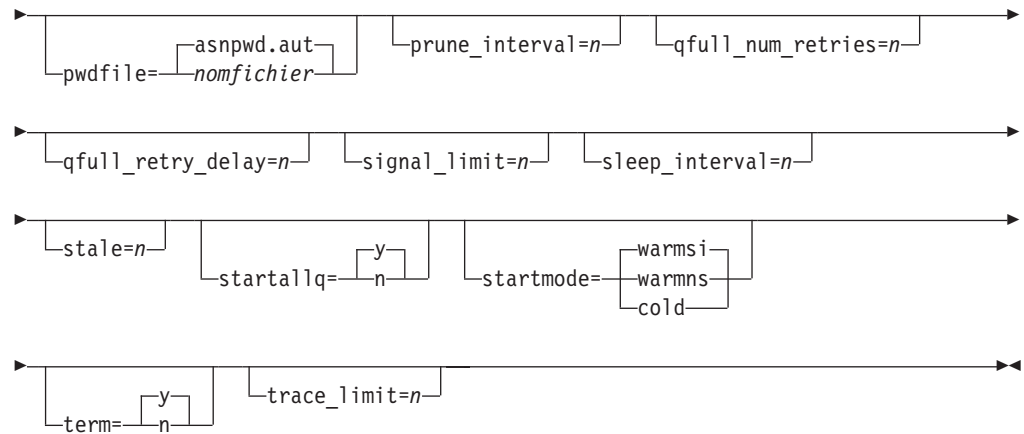 asnpwd.aut
pwdfile= nomfichier
prune_interval=n
qfull_num_retries=n
qfull_retry_delay=n
signal_limit=n
sleep_interval=n
stale=n
y
startallq= n
warmsi
startmode= warmns
cold
y
term= n
trace_limit=n